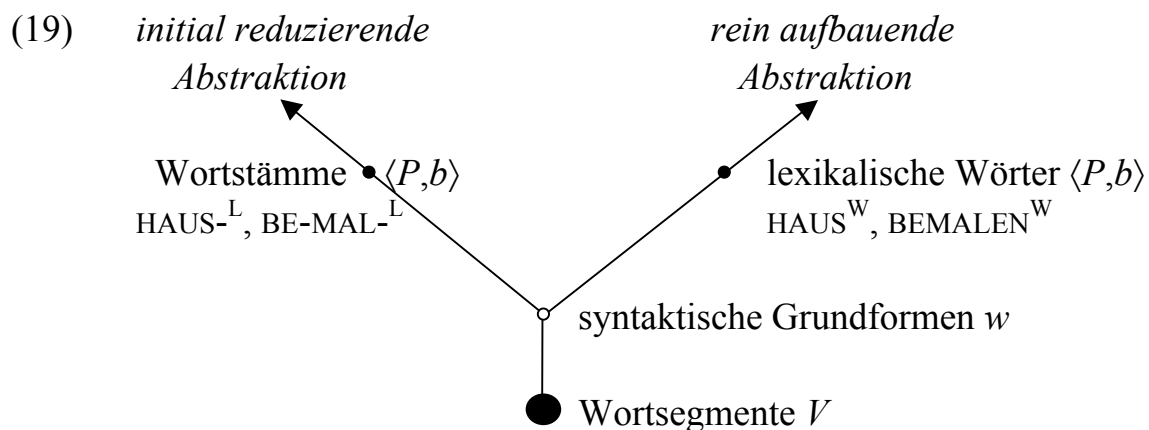 (19) initial reduzierende rein aufbauende
Abstraktion Abstraktion
Wortstämme ⟨P,b⟩ lexikalische Wörter ⟨P,b⟩
HAUS-ᴸ, BE-MAL-ᴸ HAUSᵂ, BEMALENᵂ
syntaktische Grundformen w
Wortsegmente V